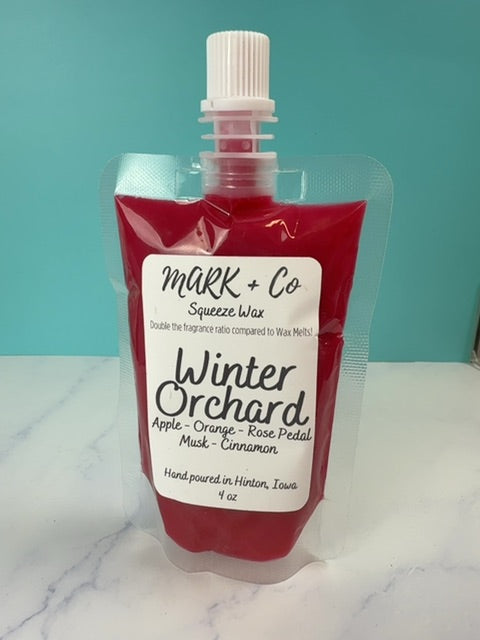 MARK + Co
Squeeze Wax
Double the fragrance ratio compared to Wax Melts!
Winter
Orchard
Apple - Orange - Rose Pedal
Musk - Cinnamon
Hand poured in Hinton, Iowa
4 oz